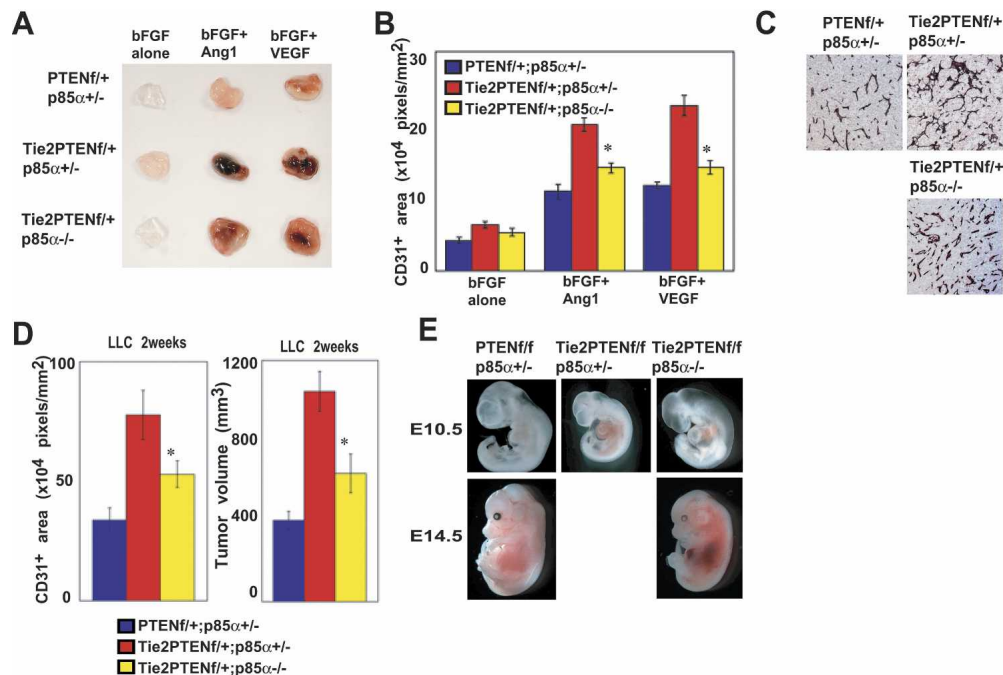 A
bFGF alone
bFGF+ Ang1
bFGF+ VEGF
PTENf/+ p85α+/-
Tie2PTENf/+ p85α+/-
Tie2PTENf/+ p85α-/-
B
CD31+ area (x10⁴ pixels/mm2)
30
20
10
0
PTENf/+;p85α+/-
Tie2PTENf/+;p85α+/-
Tie2PTENf/+;p85α-/-
*
*
bFGF alone
bFGF+ Ang1
bFGF+ VEGF
C
PTENf/+ p85α+/-
Tie2PTENf/+ p85α+/-
Tie2PTENf/+ p85α-/-
D
LLC 2weeks
CD31+ area (x10⁴ pixels/mm²)
100
50
0
*
LLC 2weeks
Tumor volume (mm³)
1200
800
400
0
*
PTENf/+;p85α+/-
Tie2PTENf/+;p85α+/-
Tie2PTENf/+;p85α-/-
E
PTENf/f p85α+/-
Tie2PTENf/f p85α+/-
Tie2PTENf/f p85α-/-
E10.5
E14.5